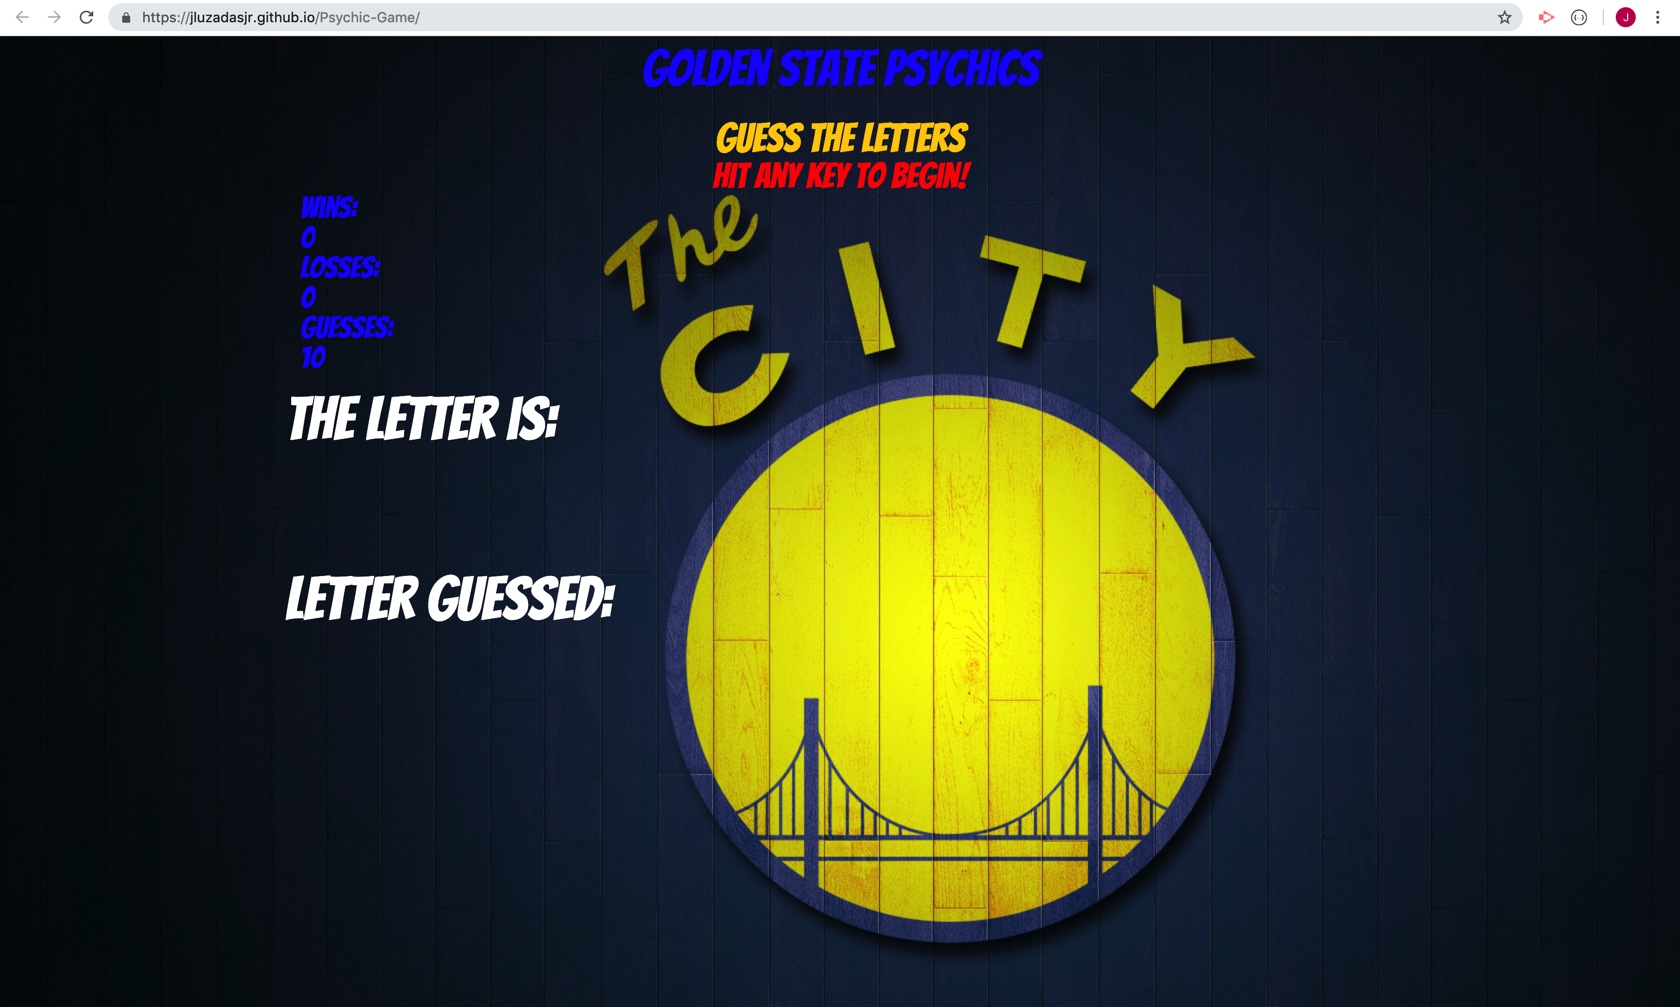 https://jluzadasjr.github.io/Psychic-Game/
J
GOLDEN STATE PSYCHICS
GUESS THE LETTERS
HIT ANY KEY TO BEGIN!
WINS:
0
LOSSES:
0
GUESSES:
10
The
CITY
THE LETTER IS:
LETTER GUESSED: